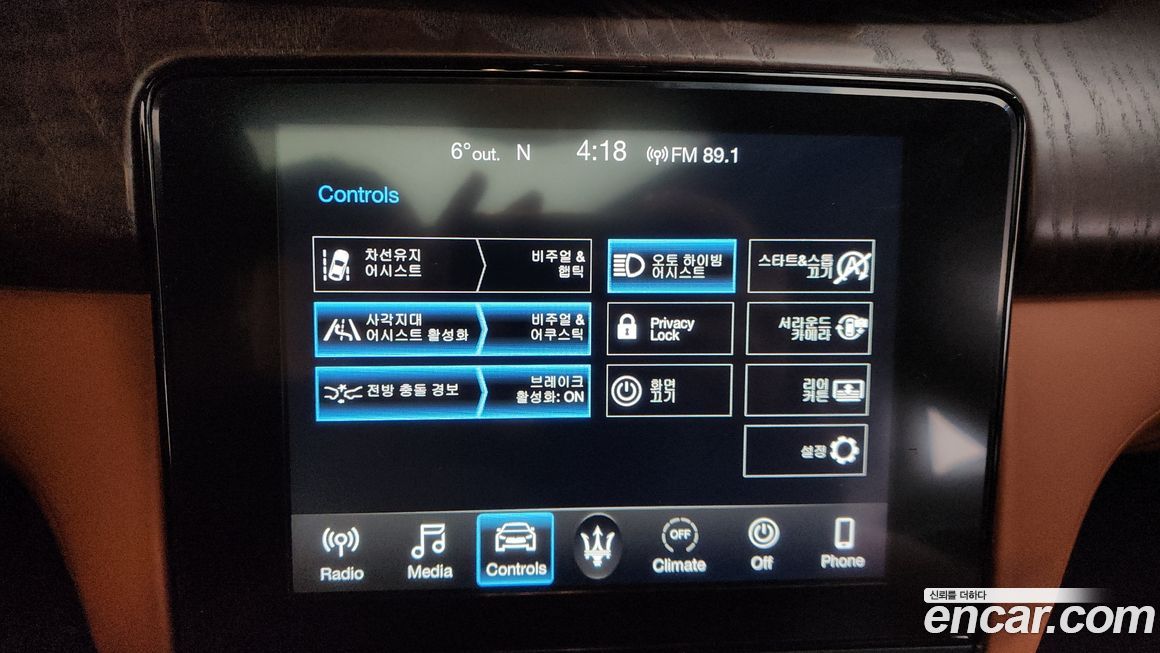 6° out. N 4:18 FM 89.1
Controls
차선유지
어시스트
비주얼 &
햅틱
오토 하이빔
어시스트
스타트&스톱
끄기
사각지대
어시스트 활성화
비주얼 &
어쿠스틱
Privacy
Lock
서라운드
카메라
전방 충돌 경보
브레이크
활성화: ON
화면
끄기
리어
커튼
설정
Radio
Media
Controls
OFF
Climate
Off
Phone
신뢰를 더하다
encar.com